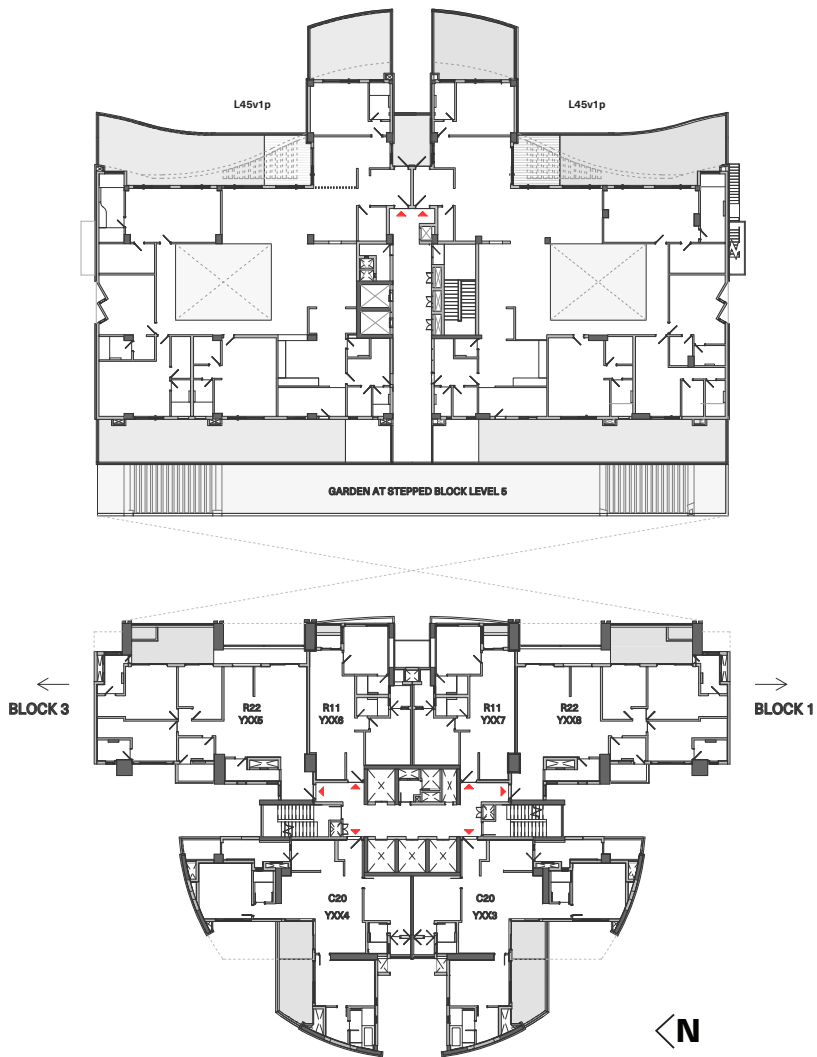 L45v1p
L45v1p
GARDEN AT STEPPED BLOCK LEVEL 5
BLOCK 3
R22
YXX5
R11
YXX6
R11
YXX7
R22
YXX8
BLOCK 1
C20
YXX4
C20
YXX3
N